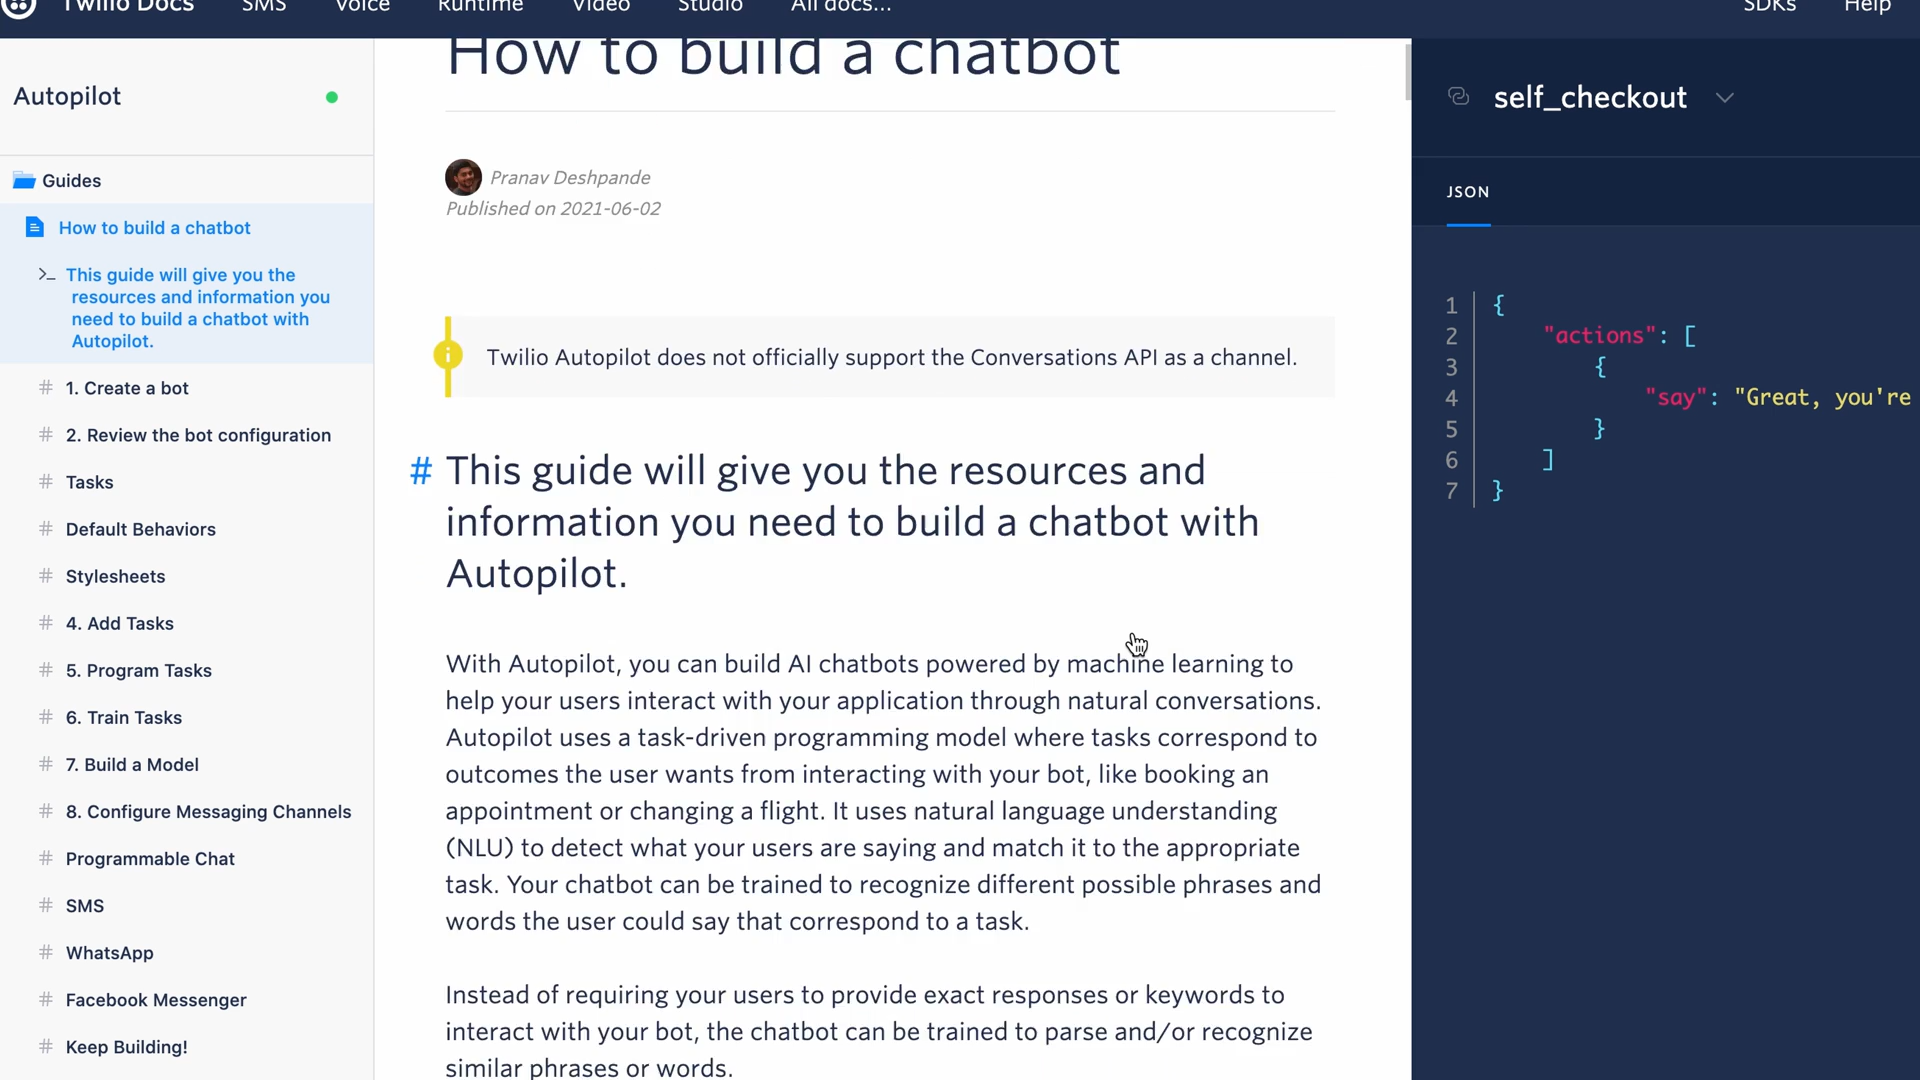 Twilio Docs SMS Voice Runtime Video Studio All docs... SDKs Help
Autopilot
Guides
How to build a chatbot
>_ This guide will give you the
resources and information you
need to build a chatbot with
Autopilot.
# 1. Create a bot
# 2. Review the bot configuration
# Tasks
# Default Behaviors
# Stylesheets
# 4. Add Tasks
# 5. Program Tasks
# 6. Train Tasks
# 7. Build a Model
# 8. Configure Messaging Channels
# Programmable Chat
# SMS
# WhatsApp
# Facebook Messenger
# Keep Building!
How to build a chatbot
Pranav Deshpande
Published on 2021-06-02
Twilio Autopilot does not officially support the Conversations API as a channel.
# This guide will give you the resources and
information you need to build a chatbot with
Autopilot.
With Autopilot, you can build AI chatbots powered by machine learning to
help your users interact with your application through natural conversations.
Autopilot uses a task-driven programming model where tasks correspond to
outcomes the user wants from interacting with your bot, like booking an
appointment or changing a flight. It uses natural language understanding
(NLU) to detect what your users are saying and match it to the appropriate
task. Your chatbot can be trained to recognize different possible phrases and
words the user could say that correspond to a task.
Instead of requiring your users to provide exact responses or keywords to
interact with your bot, the chatbot can be trained to parse and/or recognize
similar phrases or words.
self_checkout
JSON
1 {
2 "actions": [
3 {
4 "say": "Great, you're
5 }
6 ]
7 }